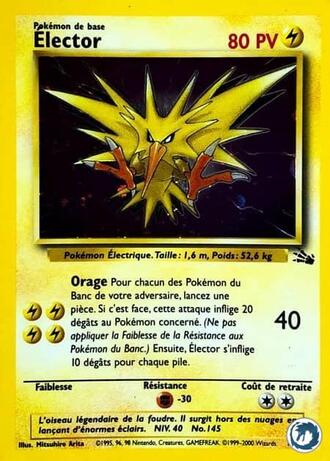 Pokémon de base
Élector
80 PV
Pokémon Électrique. Taille: 1,6 m, Poids: 52,6 kg
Orage Pour chacun des Pokémon du
Banc de votre adversaire, lancez une
pièce. Si c'est face, cette attaque inflige 20
dégâts au Pokémon concerné. (Ne pas
appliquer la Faiblesse de la Résistance aux
Pokémon du Banc.) Ensuite, Élector s'inflige
10 dégâts pour chaque pile.
40
Faiblesse
Résistance
Coût de retraite
-30
L'oiseau légendaire de la foudre. Il surgit hors des nuages en
lançant d'énormes éclairs. NIV. 40 No. 145
Illus. Mitsuhiro Arita
©1995, 96, 98 Nintendo, Creatures, GAMEFREAK. ©1999-2000 Wizards.